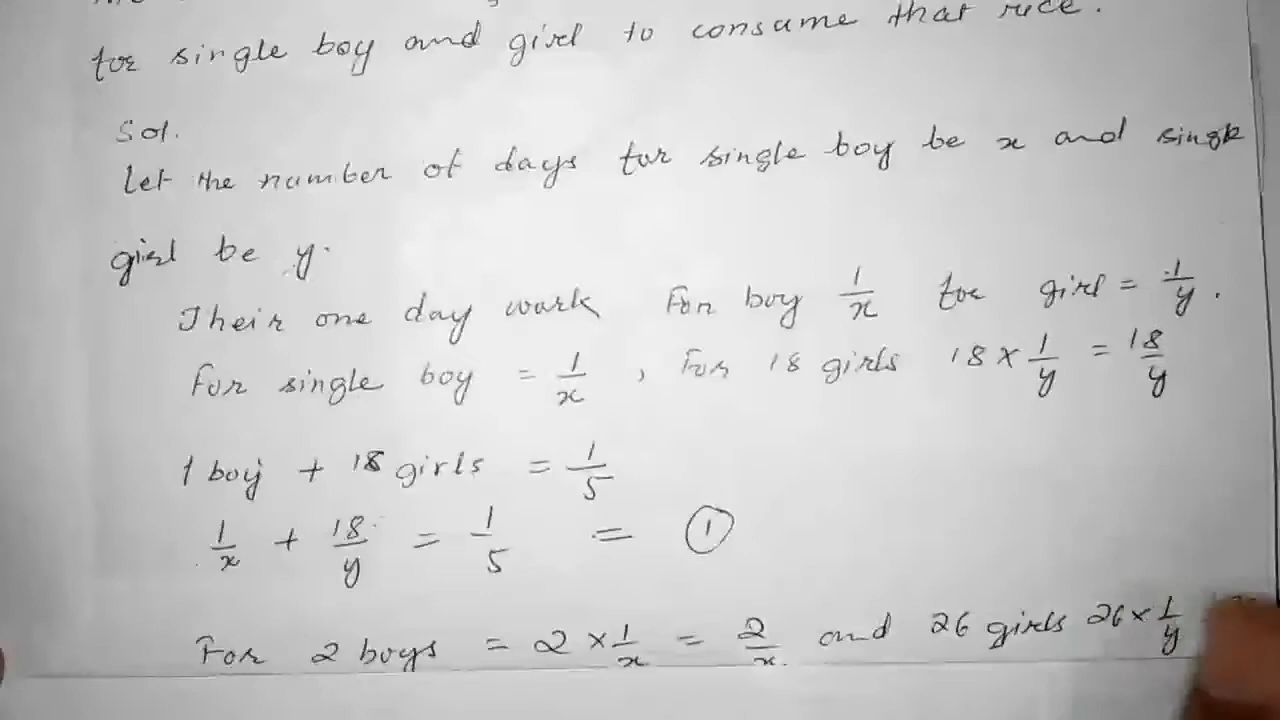 for single boy and girl to consume that rice.
Sol.
Let the number of days for single boy be x and single
girl be y.
Their one day work For boy 1/x for girl = 1/y.
For single boy = 1/x , For 18 girls 18 × 1/y = 18/y
1 boy + 18 girls = 1/5
1/x + 18/y = 1/5 = ①
For 2 boys = 2 × 1/x = 2/x and 26 girls 26 × 1/y